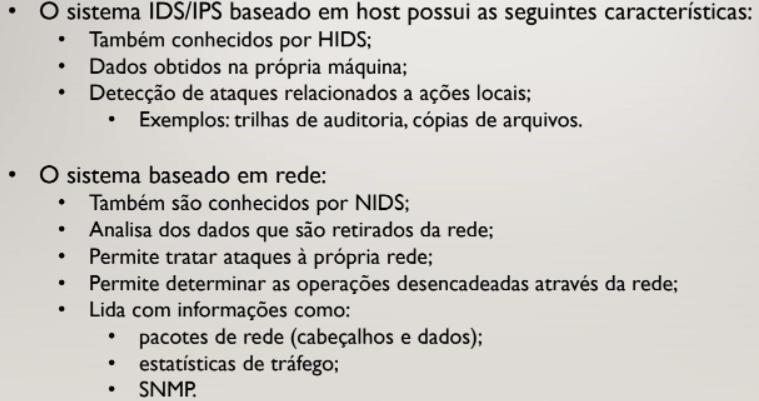 • O sistema IDS/IPS baseado em host possui as seguintes características:
• Também conhecidos por HIDS;
• Dados obtidos na própria máquina;
• Detecção de ataques relacionados a ações locais;
• Exemplos: trilhas de auditoria, cópias de arquivos.
• O sistema baseado em rede:
• Também são conhecidos por NIDS;
• Analisa dos dados que são retirados da rede;
• Permite tratar ataques à própria rede;
• Permite determinar as operações desencadeadas através da rede;
• Lida com informações como:
• pacotes de rede (cabeçalhos e dados);
• estatísticas de tráfego;
• SNMP.